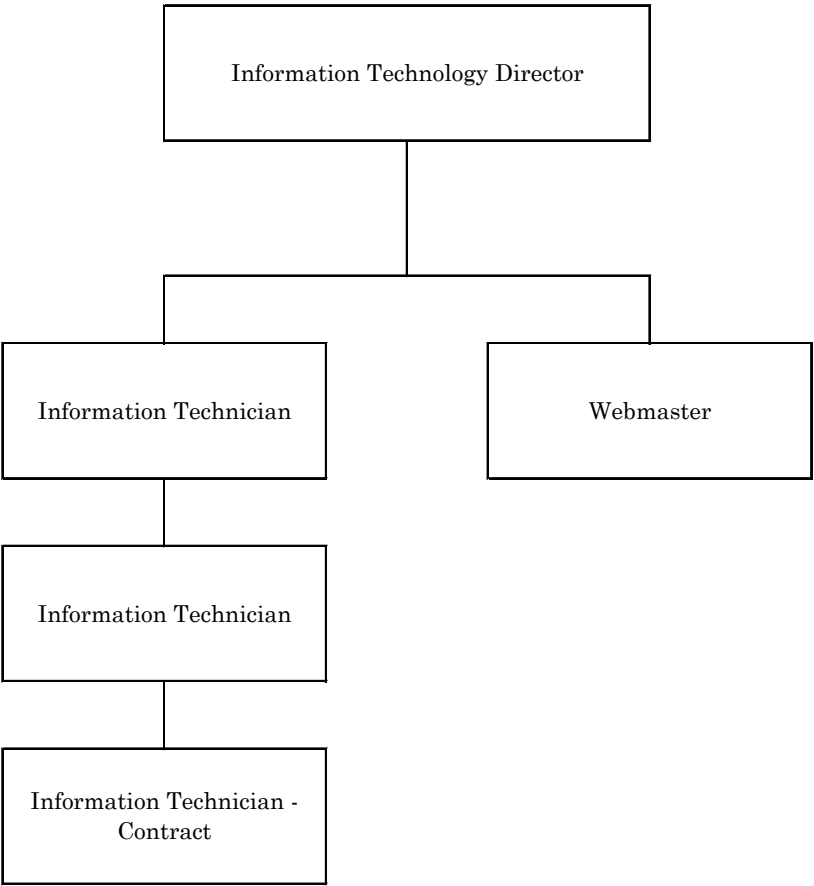 Information Technology Director
Information Technician
Webmaster
Information Technician
Information Technician -
Contract